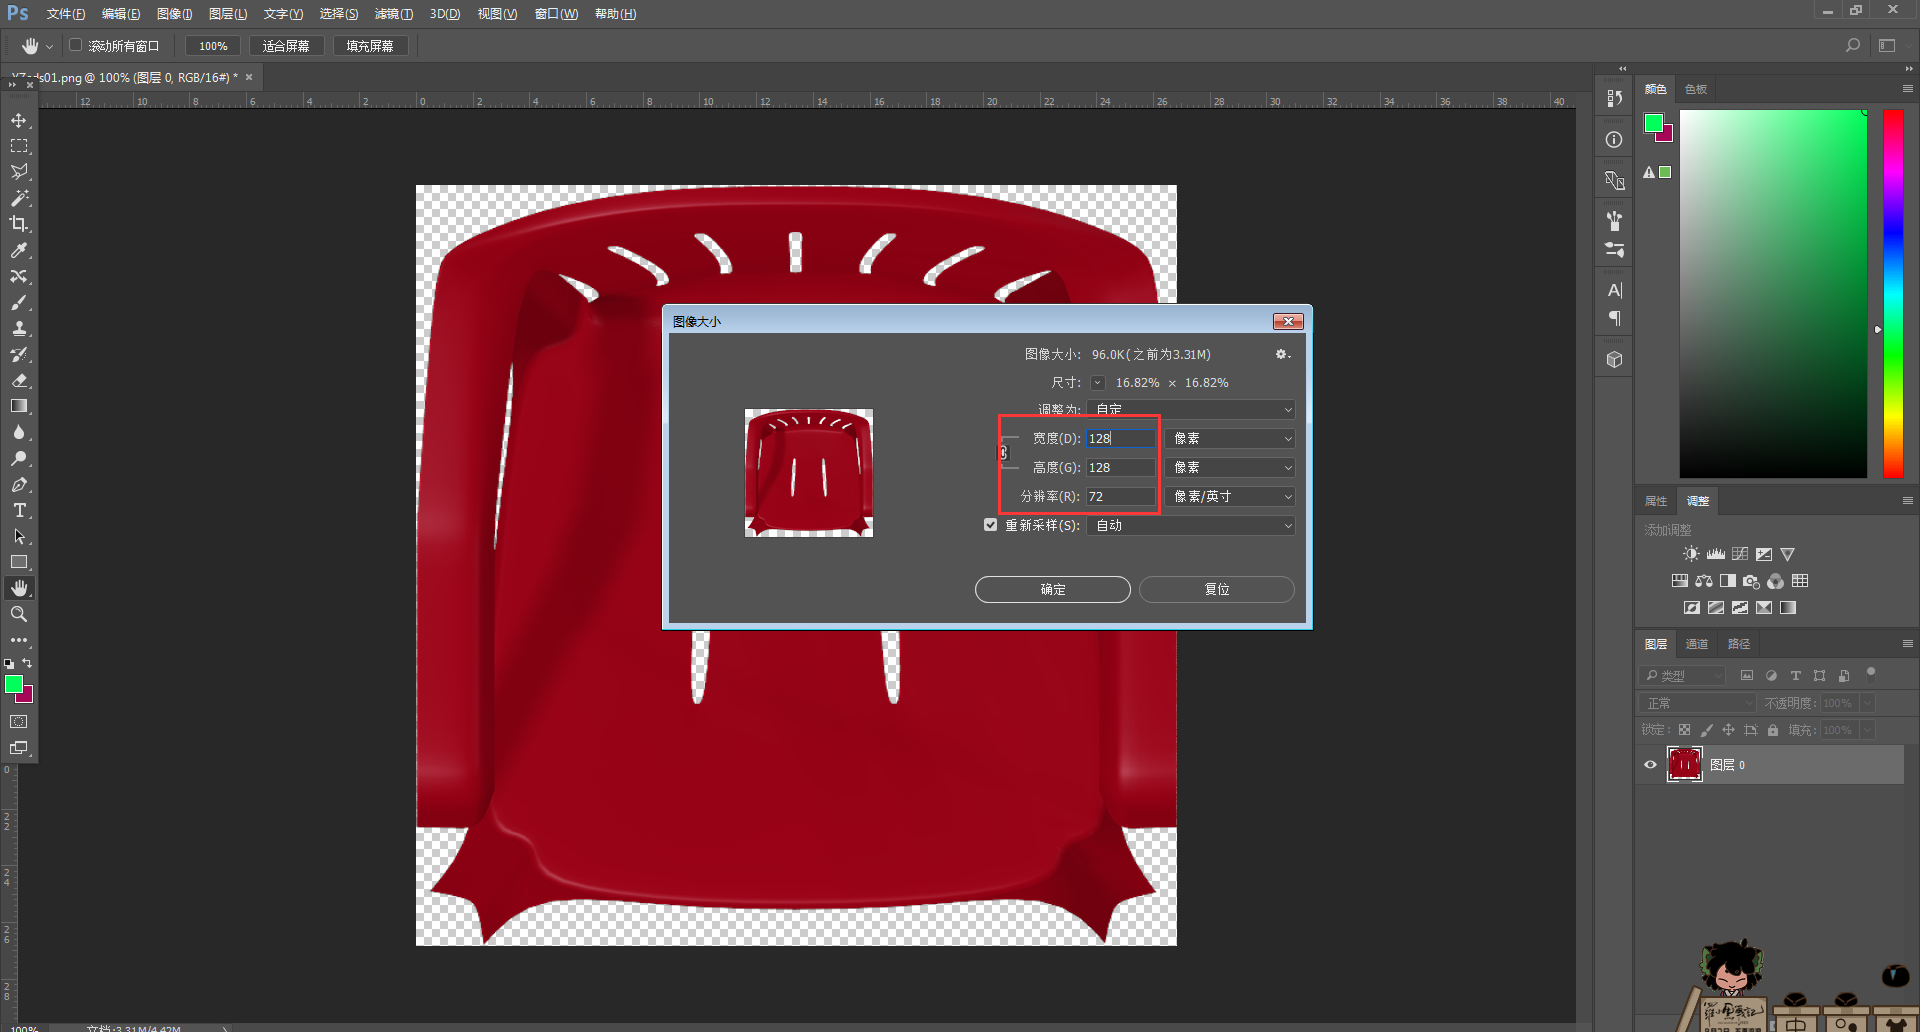 Ps 文件(F) 编辑(E) 图像(I) 图层(L) 文字(Y) 选择(S) 滤镜(T) 3D(D) 视图(V) 窗口(W) 帮助(H)
滚动所有窗口 100% 适合屏幕 填充屏幕
@ 100% (图层 0, RGB/16#) * ×
12 10 8 6 4 2 0 2 4 6 8 10 12 14 16 18 20 22 24 26 28 30 32 34 36 38 40
颜色 色板
图像大小
图像大小: 96.0K(之前为3.31M)
尺寸: 16.82% × 16.82%
调整为: 自定
宽度(D): 128 像素
高度(G): 128 像素
分辨率(R): 72 像素/英寸
重新采样(S): 自动
确定 复位
属性 调整
添加调整
图层 通道 路径
类型
正常 不透明度: 100%
锁定: 填充: 100%
图层 0
0
22
24
26
28
100% 文档:3.31M/4.42M
中